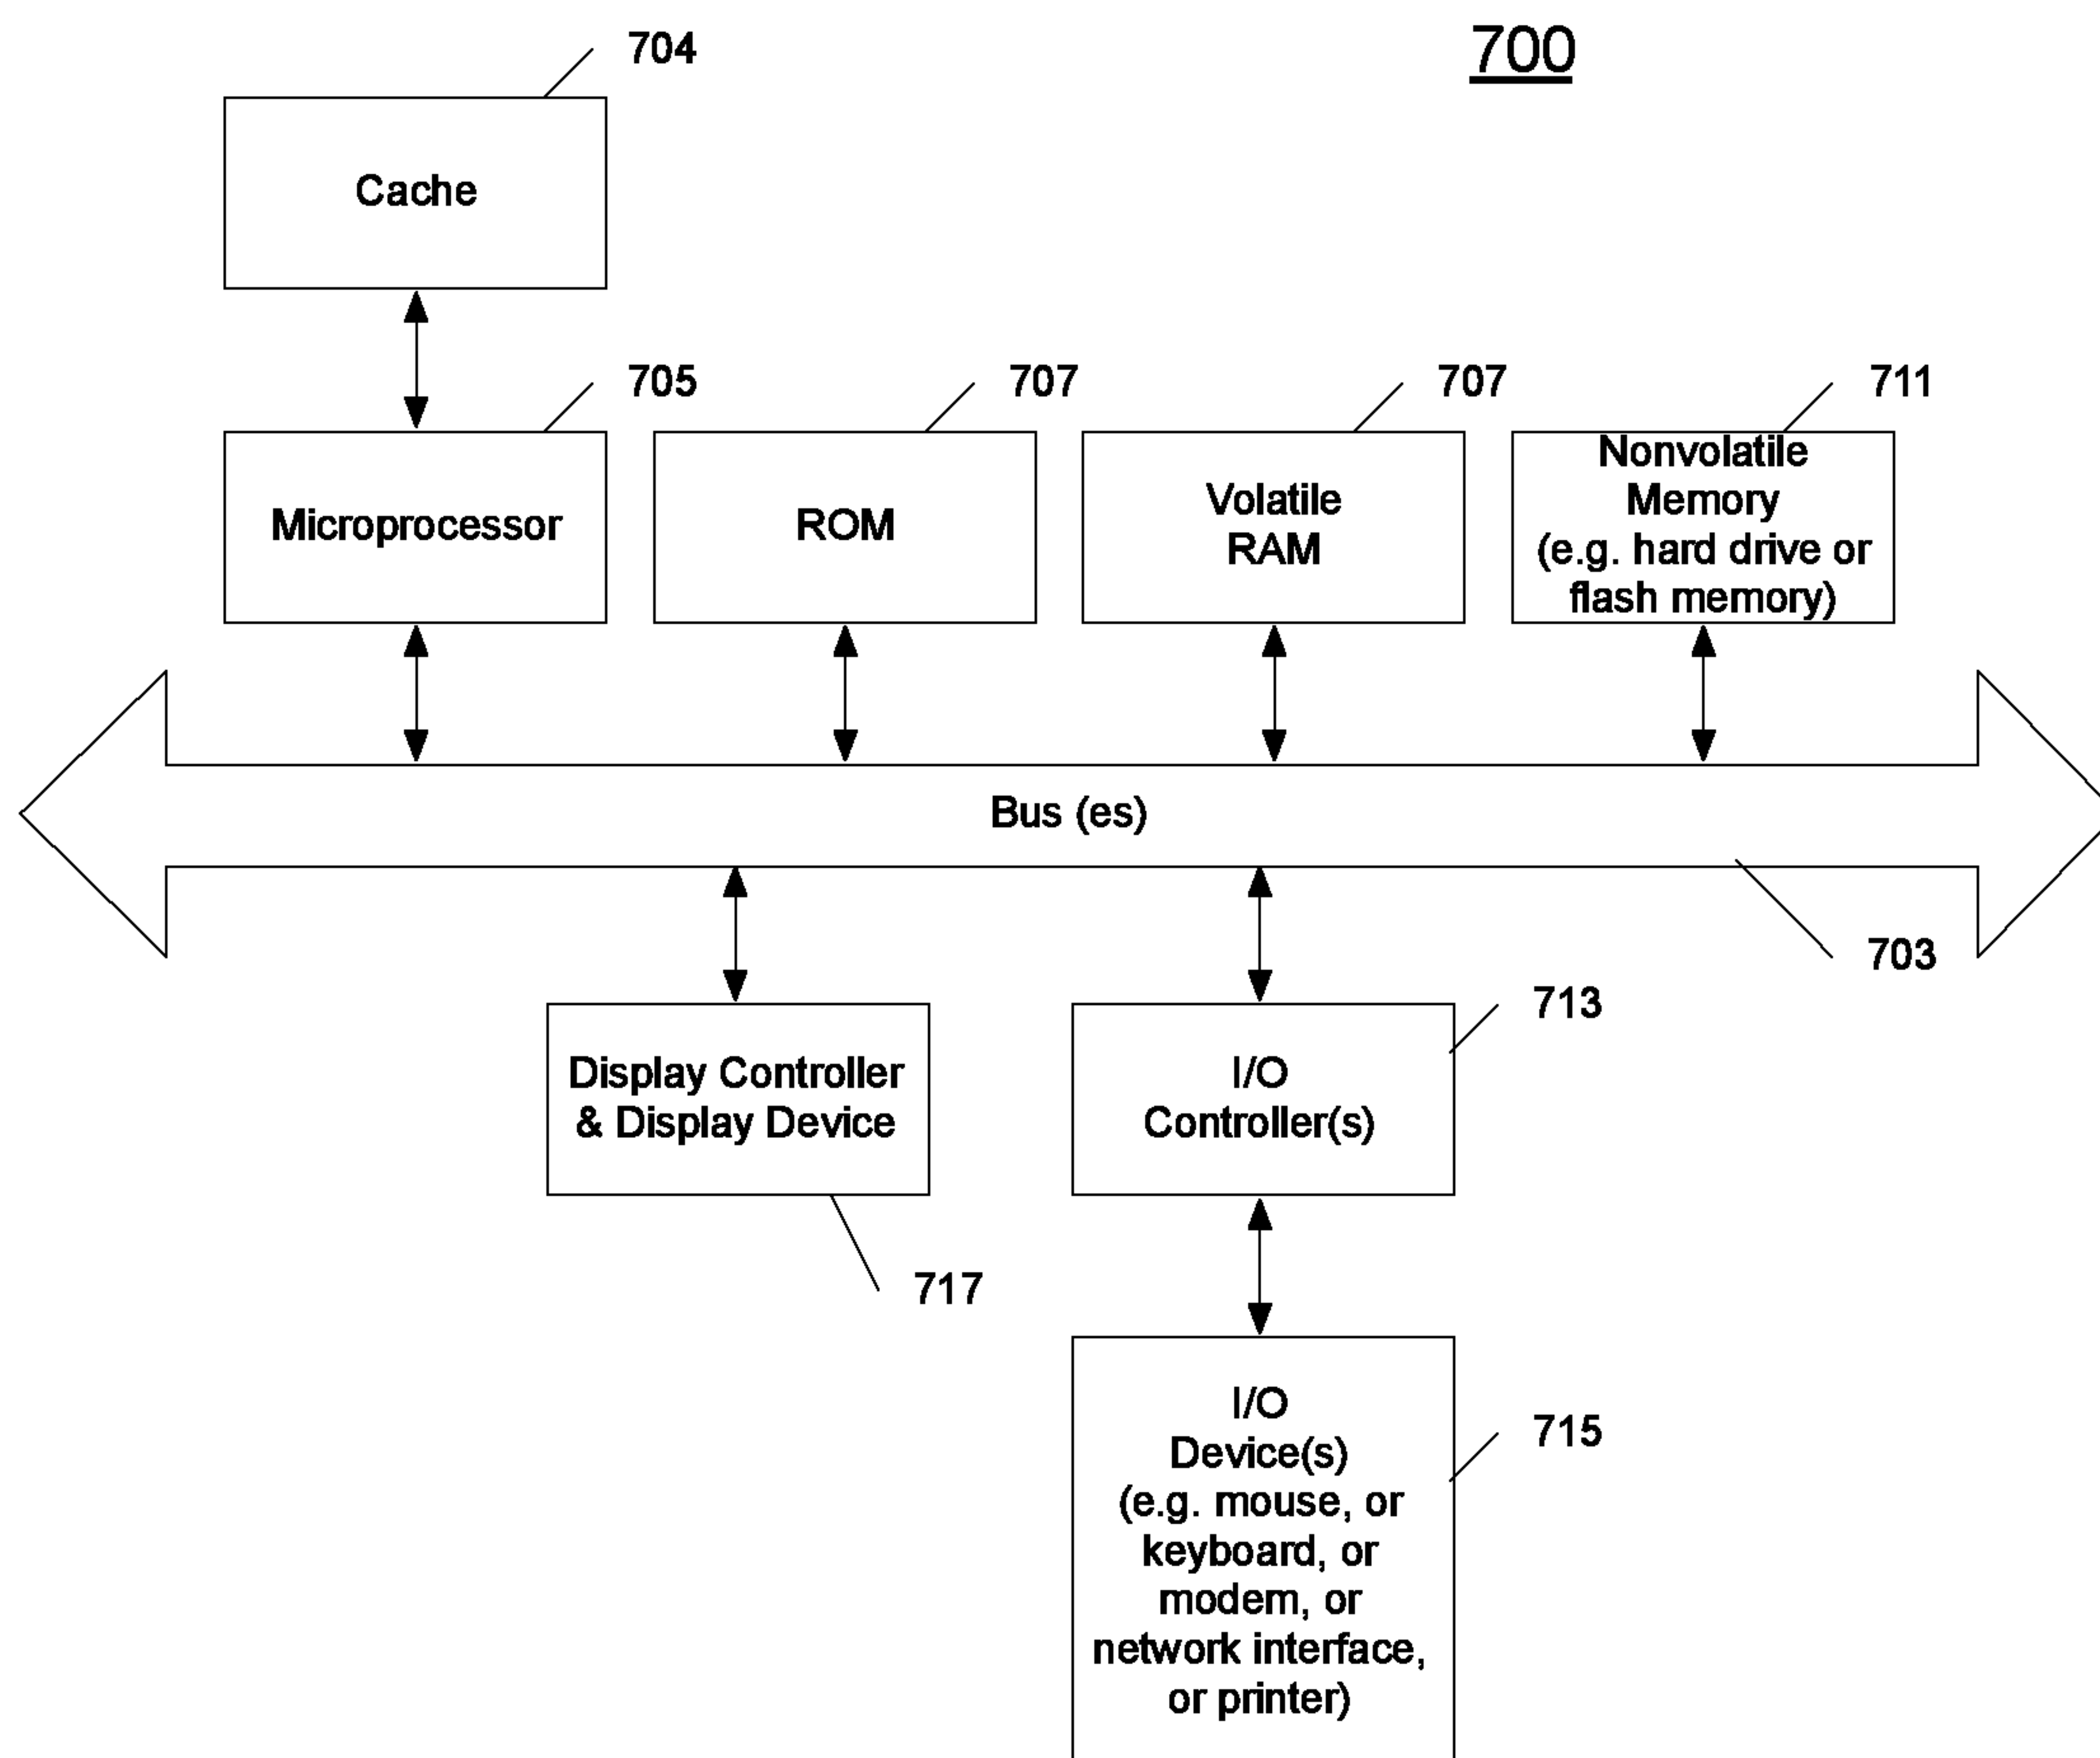 704
700
Cache
705
707
707
711
Microprocessor
ROM
Volatile
RAM
Nonvolatile
Memory
(e.g. hard drive or
flash memory)
Bus (es)
703
713
Display Controller
& Display Device
I/O
Controller(s)
717
I/O
Device(s)
(e.g. mouse, or
keyboard, or
modem, or
network interface,
or printer)
715